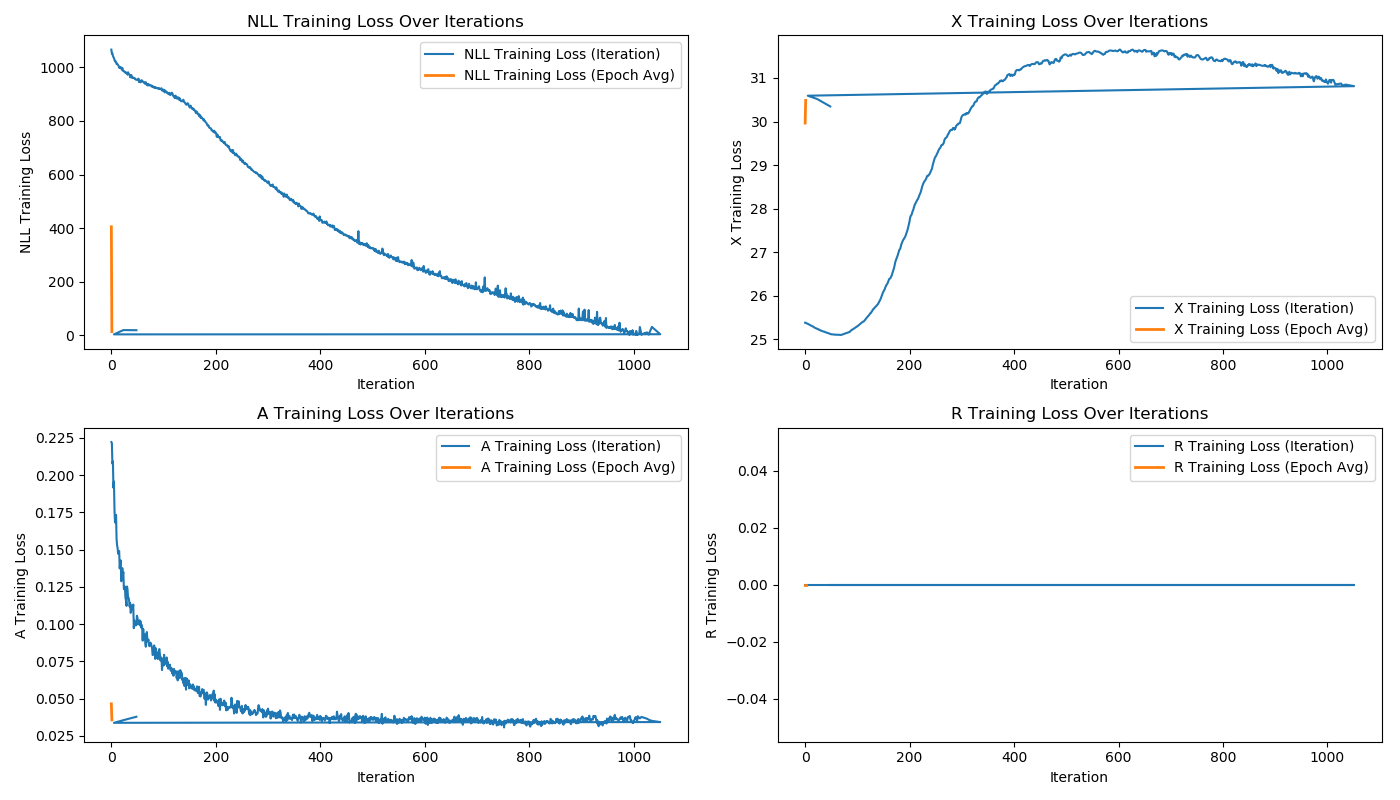 NLL Training Loss Over Iterations
NLL Training Loss (Iteration)
NLL Training Loss (Epoch Avg)
NLL Training Loss
1000
800
600
400
200
0
0 200 400 600 800 1000
Iteration
X Training Loss Over Iterations
X Training Loss (Iteration)
X Training Loss (Epoch Avg)
X Training Loss
31
30
29
28
27
26
25
0 200 400 600 800 1000
Iteration
A Training Loss Over Iterations
A Training Loss (Iteration)
A Training Loss (Epoch Avg)
A Training Loss
0.225
0.200
0.175
0.150
0.125
0.100
0.075
0.050
0.025
0 200 400 600 800 1000
Iteration
R Training Loss Over Iterations
R Training Loss (Iteration)
R Training Loss (Epoch Avg)
R Training Loss
0.04
0.02
0.00
−0.02
−0.04
0 200 400 600 800 1000
Iteration